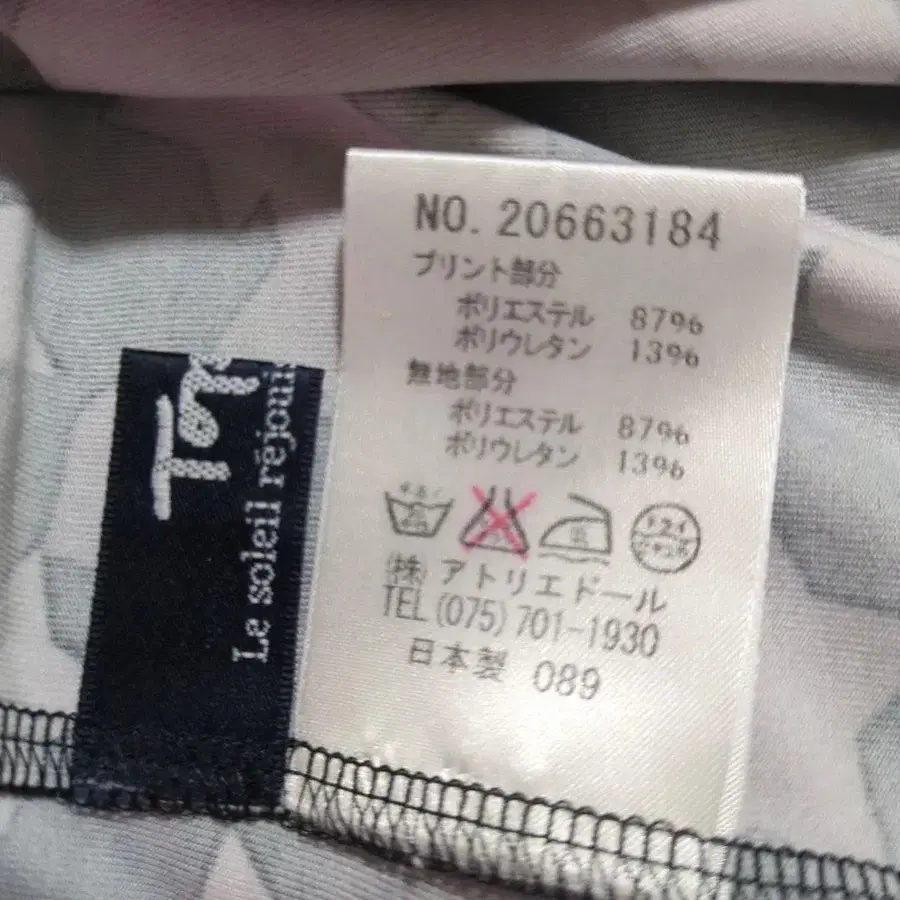 NO. 20663184
プリント部分
ポリエステル 87%
ポリウレタン 13%
無地部分
ポリエステル 87%
ポリウレタン 13%
(株)アトリエドール
TEL(075)701-1930
日本製 089
Le soleil réjoui